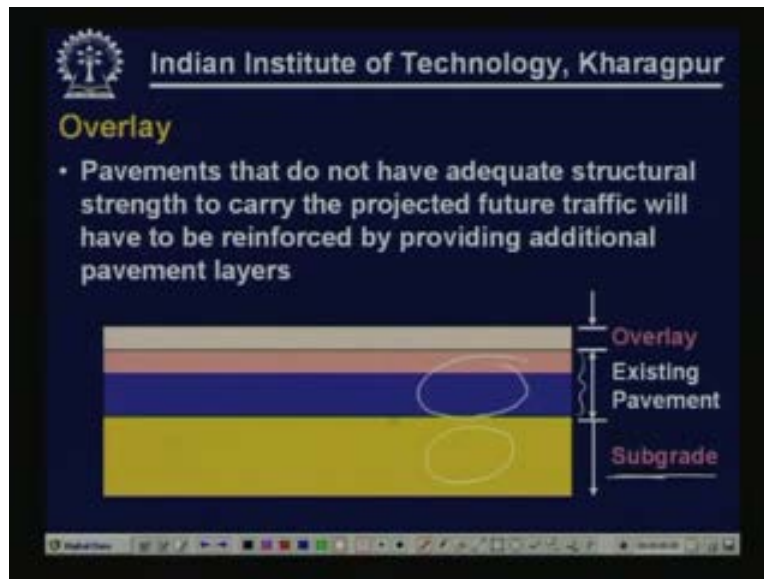 Indian Institute of Technology, Kharagpur
Overlay
• Pavements that do not have adequate structural
strength to carry the projected future traffic will
have to be reinforced by providing additional
pavement layers
Overlay
Existing
Pavement
Subgrade